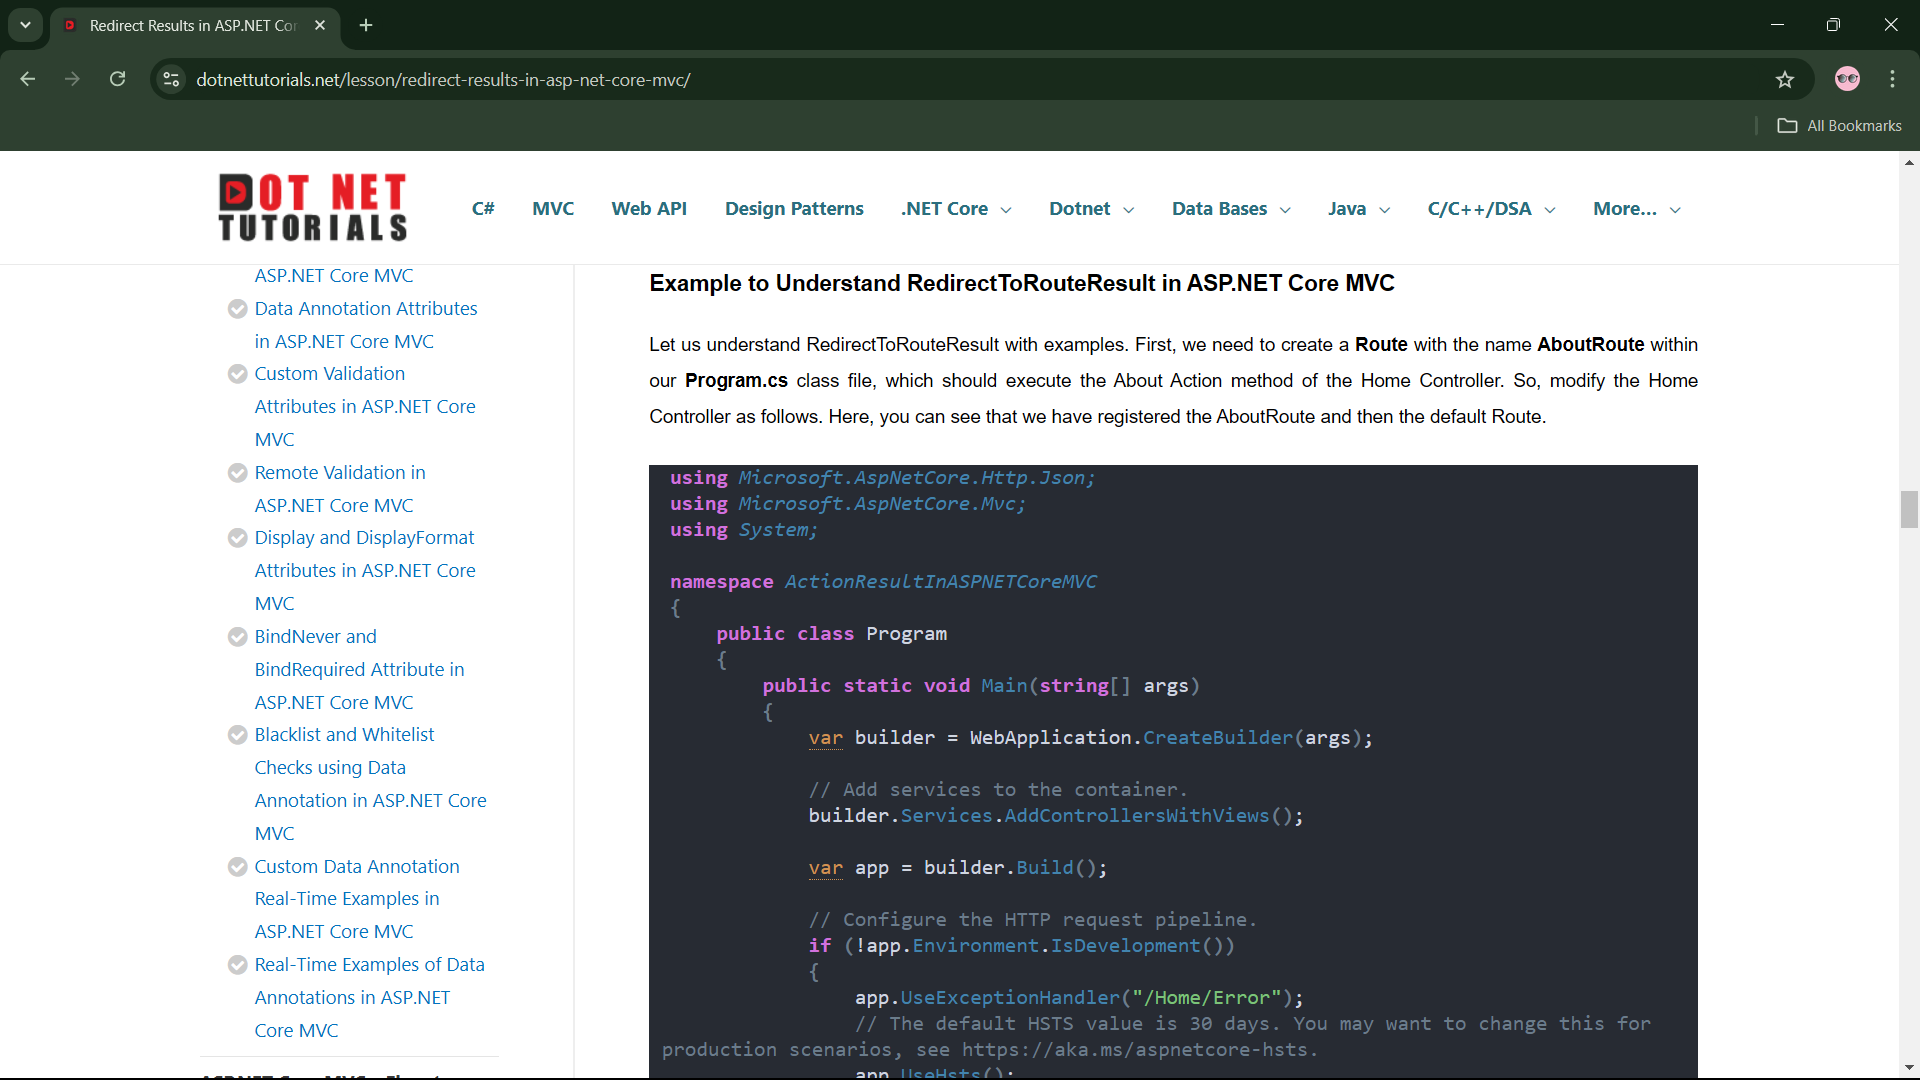 Redirect Results in ASP.NET Cor
dotnettutorials.net/lesson/redirect-results-in-asp-net-core-mvc/
All Bookmarks
DOT NET
TUTORIALS
C# MVC Web API Design Patterns .NET Core Dotnet Data Bases Java C/C++/DSA More...
ASP.NET Core MVC
Data Annotation Attributes
in ASP.NET Core MVC
Custom Validation
Attributes in ASP.NET Core
MVC
Remote Validation in
ASP.NET Core MVC
Display and DisplayFormat
Attributes in ASP.NET Core
MVC
BindNever and
BindRequired Attribute in
ASP.NET Core MVC
Blacklist and Whitelist
Checks using Data
Annotation in ASP.NET Core
MVC
Custom Data Annotation
Real-Time Examples in
ASP.NET Core MVC
Real-Time Examples of Data
Annotations in ASP.NET
Core MVC
Example to Understand RedirectToRouteResult in ASP.NET Core MVC
Let us understand RedirectToRouteResult with examples. First, we need to create a Route with the name AboutRoute within
our Program.cs class file, which should execute the About Action method of the Home Controller. So, modify the Home
Controller as follows. Here, you can see that we have registered the AboutRoute and then the default Route.
using Microsoft.AspNetCore.Http.Json;
using Microsoft.AspNetCore.Mvc;
using System;
namespace ActionResultInASPNETCoreMVC
{
public class Program
{
public static void Main(string[] args)
{
var builder = WebApplication.CreateBuilder(args);
// Add services to the container.
builder.Services.AddControllersWithViews();
var app = builder.Build();
// Configure the HTTP request pipeline.
if (!app.Environment.IsDevelopment())
{
app.UseExceptionHandler("/Home/Error");
// The default HSTS value is 30 days. You may want to change this for
production scenarios, see https://aka.ms/aspnetcore-hsts.
app.UseHsts();